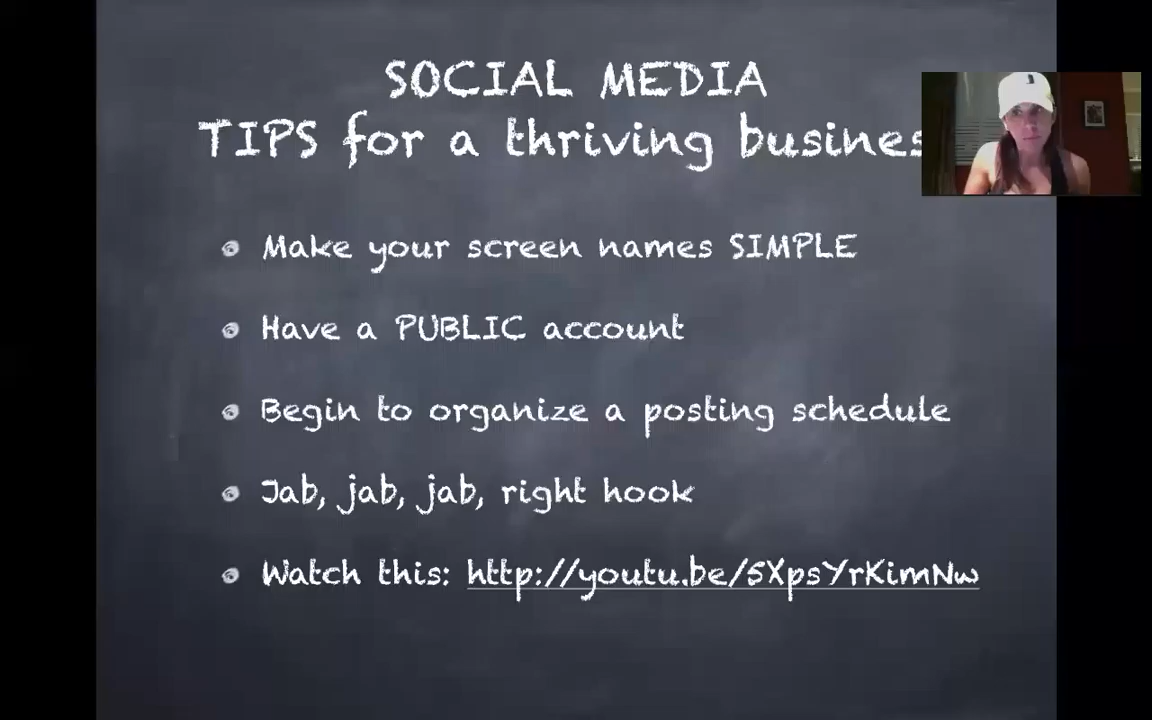 SOCIAL MEDIA
TIPS for a thriving busines
Make your screen names SIMPLE
Have a PUBLIC account
Begin to organize a posting schedule
Jab, jab, jab, right hook
Watch this: http://youtu.be/5XpsYrKimNw